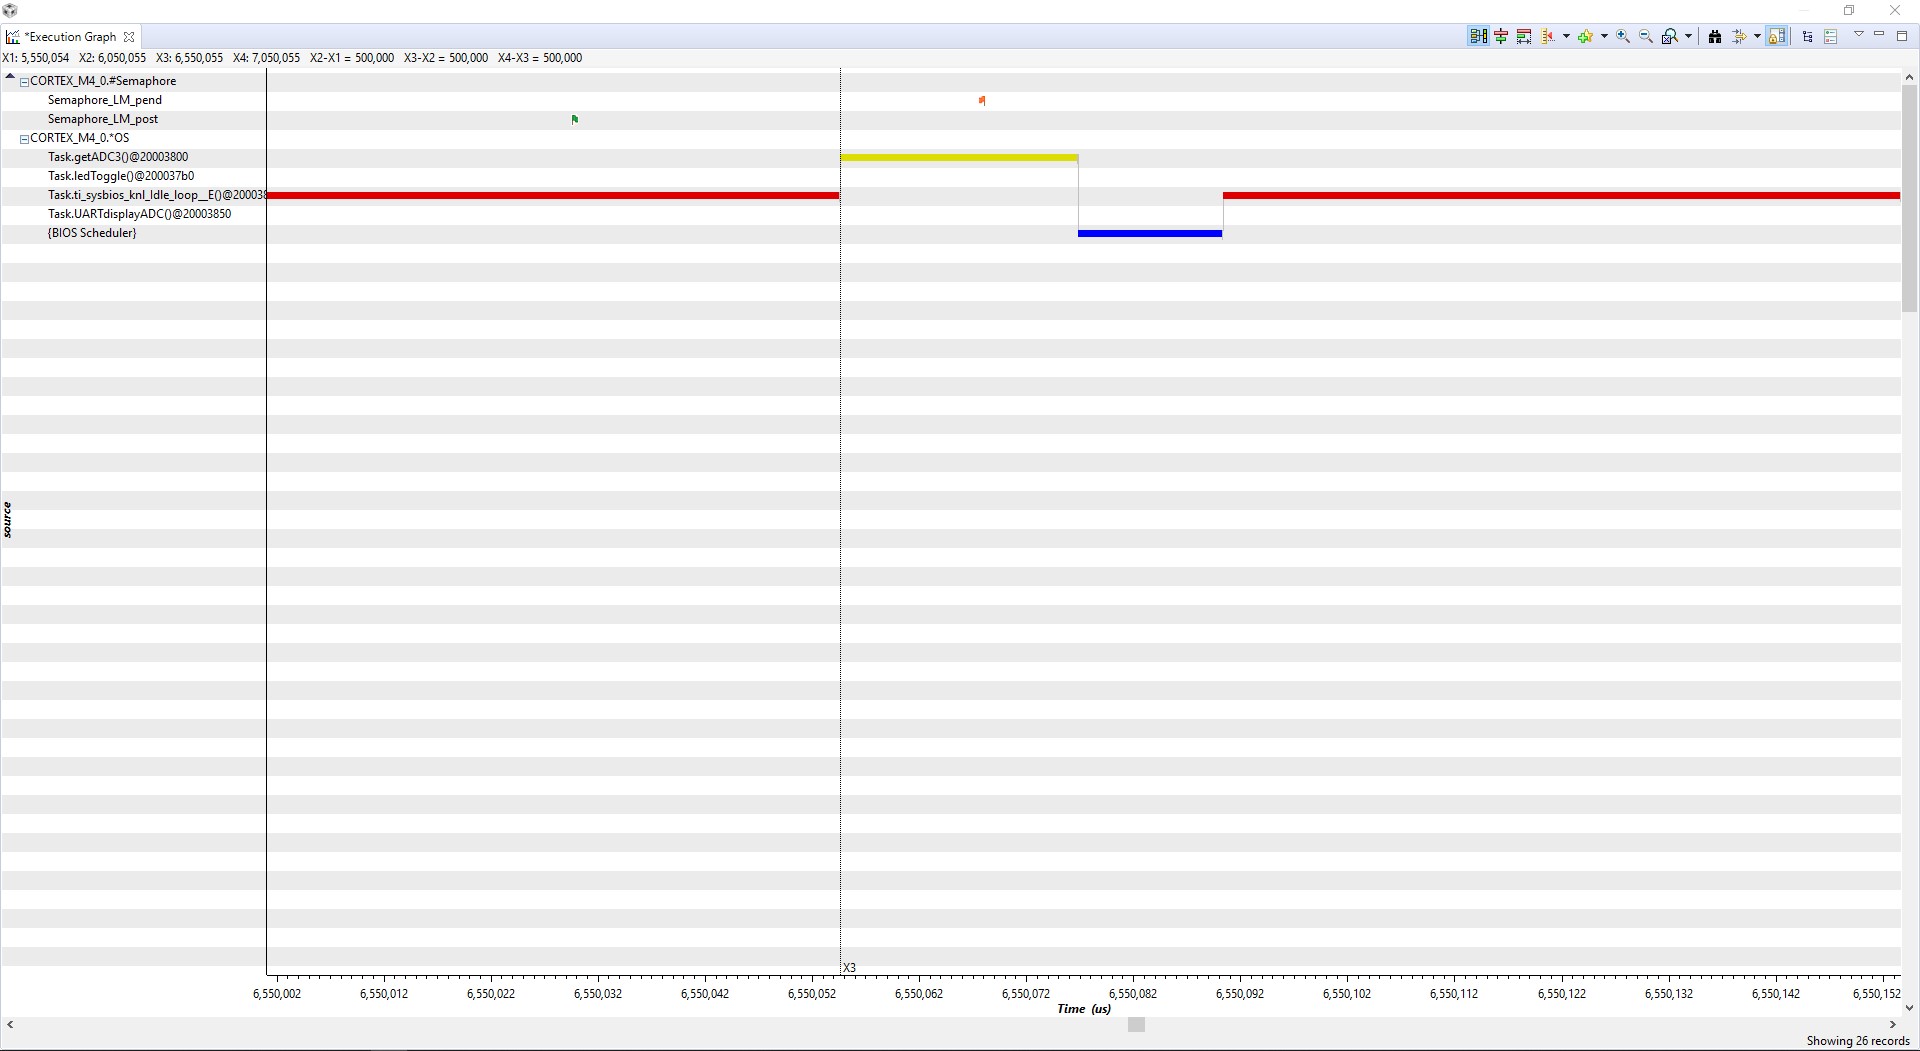 *Execution Graph
X1: 5,550,054 X2: 6,050,055 X3: 6,550,055 X4: 7,050,055 X2-X1 = 500,000 X3-X2 = 500,000 X4-X3 = 500,000
CORTEX_M4_0.#Semaphore
Semaphore_LM_pend
Semaphore_LM_post
CORTEX_M4_0.*OS
Task.getADC3()@20003800
Task.ledToggle()@200037b0
Task.ti_sysbios_knl_Idle_loop__E()@200038
Task.UARTdisplayADC()@20003850
{BIOS Scheduler}
source
X3
6,550,002 6,550,012 6,550,022 6,550,032 6,550,042 6,550,052 6,550,062 6,550,072 6,550,082 6,550,092 6,550,102 6,550,112 6,550,122 6,550,132 6,550,142 6,550,152
Time (us)
Showing 26 records